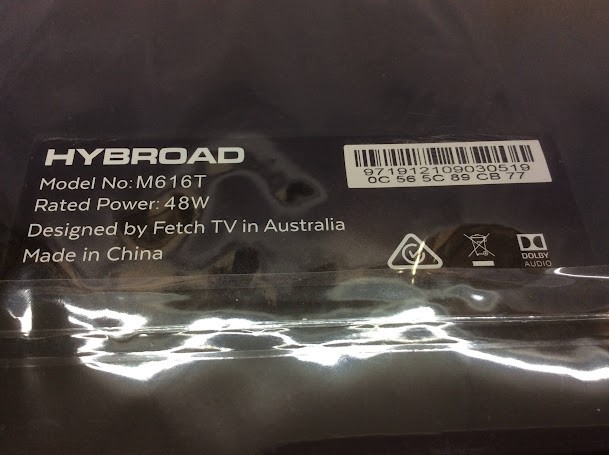 HYBROAD
Model No: M616T
Rated Power: 48W
Designed by Fetch TV in Australia
Made in China
971912109030519
0C 56 5C 89 CB 77
DOLBY
AUDIO